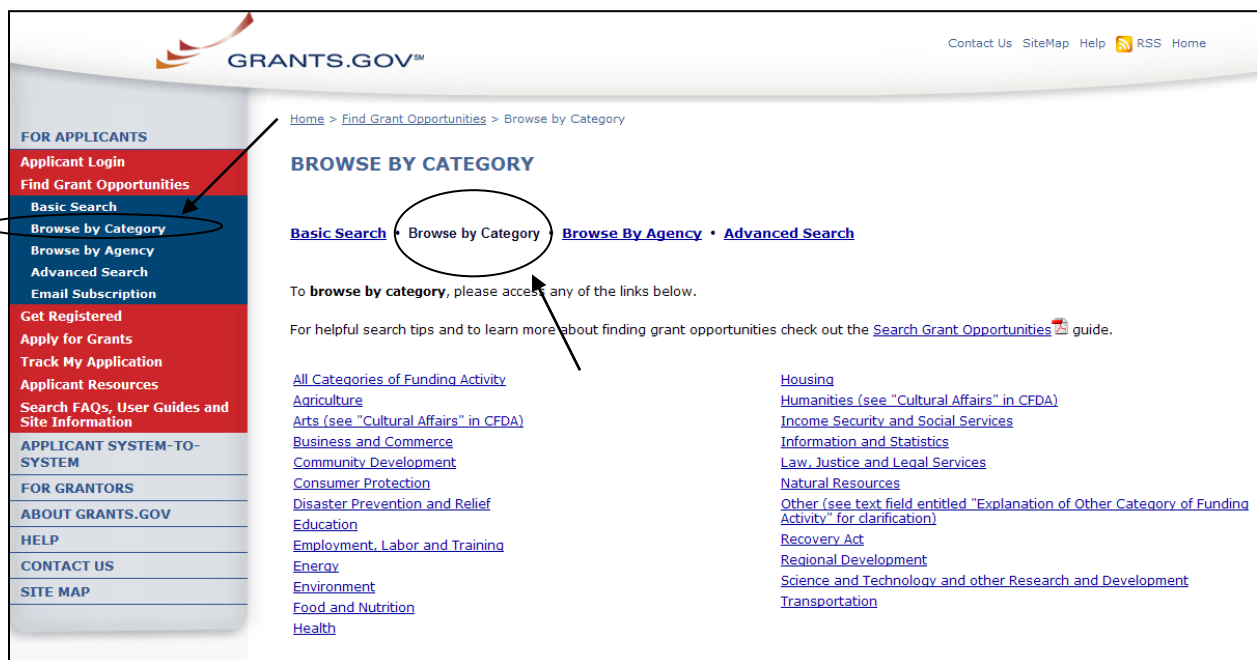 GRANTS.GOV℠
Contact Us SiteMap Help RSS Home
FOR APPLICANTS
Applicant Login
Find Grant Opportunities
Basic Search
Browse by Category
Browse by Agency
Advanced Search
Email Subscription
Get Registered
Apply for Grants
Track My Application
Applicant Resources
Search FAQs, User Guides and
Site Information
APPLICANT SYSTEM-TO-
SYSTEM
FOR GRANTORS
ABOUT GRANTS.GOV
HELP
CONTACT US
SITE MAP
Home > Find Grant Opportunities > Browse by Category
BROWSE BY CATEGORY
Basic Search • Browse by Category • Browse By Agency • Advanced Search
To browse by category, please access any of the links below.
For helpful search tips and to learn more about finding grant opportunities check out the Search Grant Opportunities guide.
All Categories of Funding Activity
Agriculture
Arts (see "Cultural Affairs" in CFDA)
Business and Commerce
Community Development
Consumer Protection
Disaster Prevention and Relief
Education
Employment, Labor and Training
Energy
Environment
Food and Nutrition
Health
Housing
Humanities (see "Cultural Affairs" in CFDA)
Income Security and Social Services
Information and Statistics
Law, Justice and Legal Services
Natural Resources
Other (see text field entitled "Explanation of Other Category of Funding
Activity" for clarification)
Recovery Act
Regional Development
Science and Technology and other Research and Development
Transportation